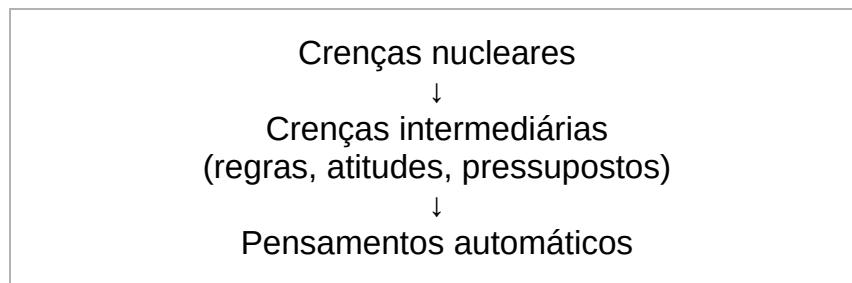 Crenças nucleares
↓
Crenças intermediárias
(regras, atitudes, pressupostos)
↓
Pensamentos automáticos